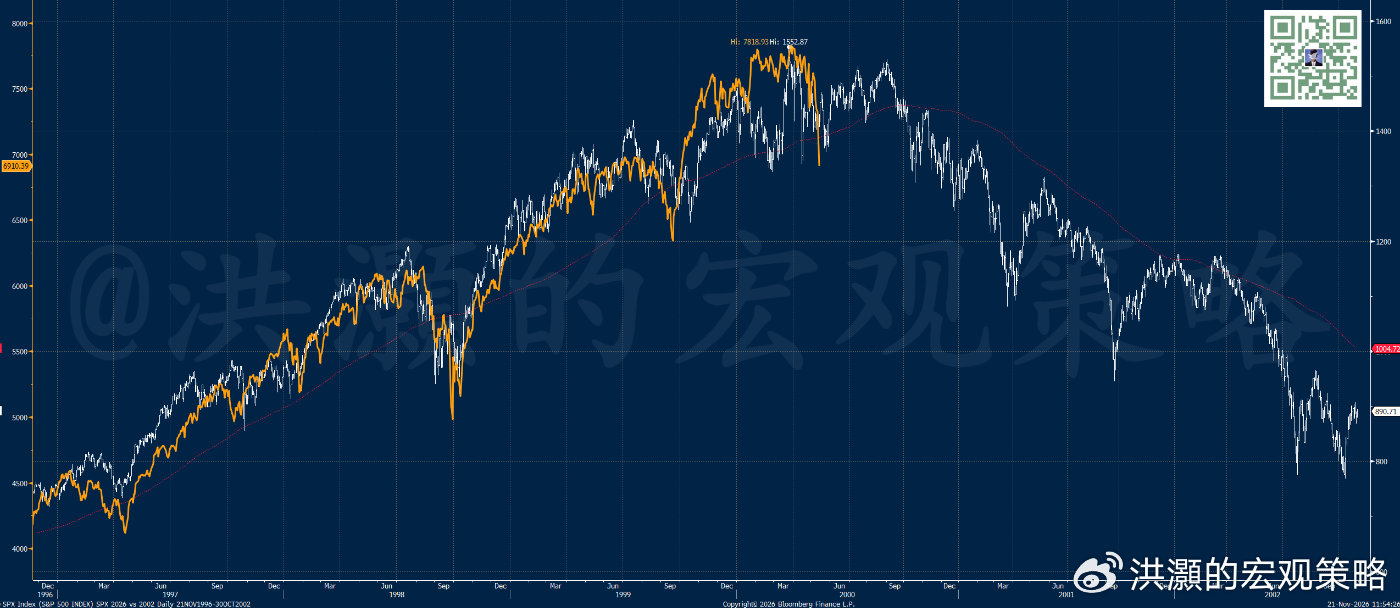 Hi: 7818.93 Hi: 1552.87
8000
7500
7000
6910.39
6500
6000
5500
5000
4500
4000
1600
1400
1200
1004.72
890.71
800
@洪灏的宏观策略
Dec Mar Jun Sep Dec Mar Jun Sep Dec Mar Jun Sep Dec Mar Jun Sep Dec Mar Jun
1996 1997 1998 1999 2000 2001 2002
SPX Index (S&P 500 INDEX) SPX 2026 vs 2002 Daily 21NOV1996-30OCT2002
Copyright© 2026 Bloomberg Finance L.P.
21-Nov-2026 11:54:16
洪灏的宏观策略